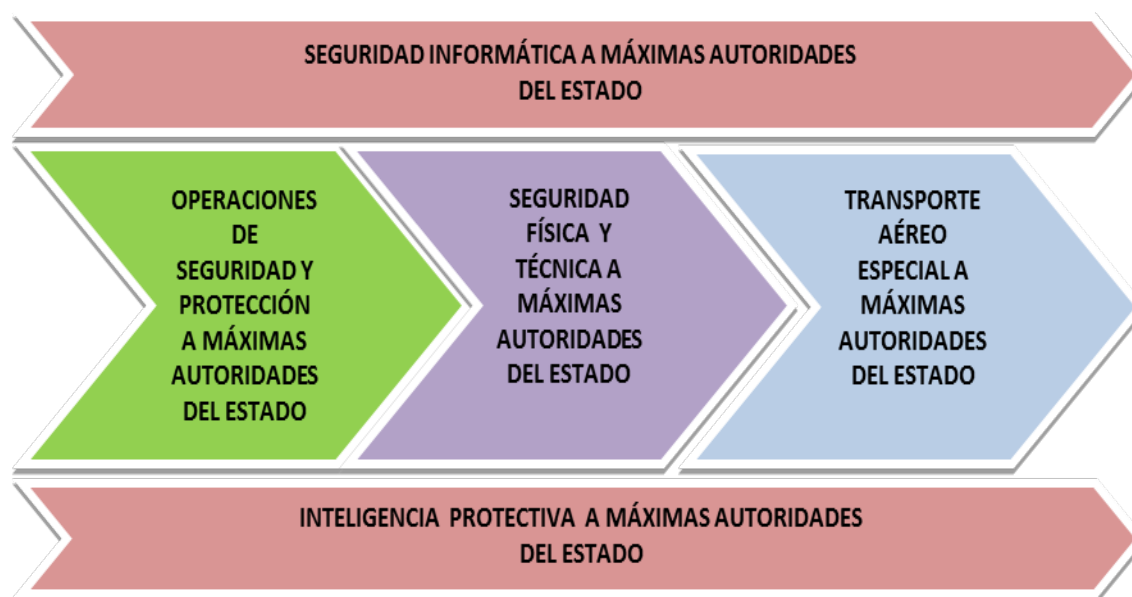 SEGURIDAD INFORMÁTICA A MÁXIMAS AUTORIDADES
DEL ESTADO
OPERACIONES
DE
SEGURIDAD Y
PROTECCIÓN
A MÁXIMAS
AUTORIDADES
DEL ESTADO
SEGURIDAD
FÍSICA Y
TÉCNICA A
MÁXIMAS
AUTORIDADES
DEL ESTADO
TRANSPORTE
AÉREO
ESPECIAL A
MÁXIMAS
AUTORIDADES
DEL ESTADO
INTELIGENCIA PROTECTIVA A MÁXIMAS AUTORIDADES
DEL ESTADO